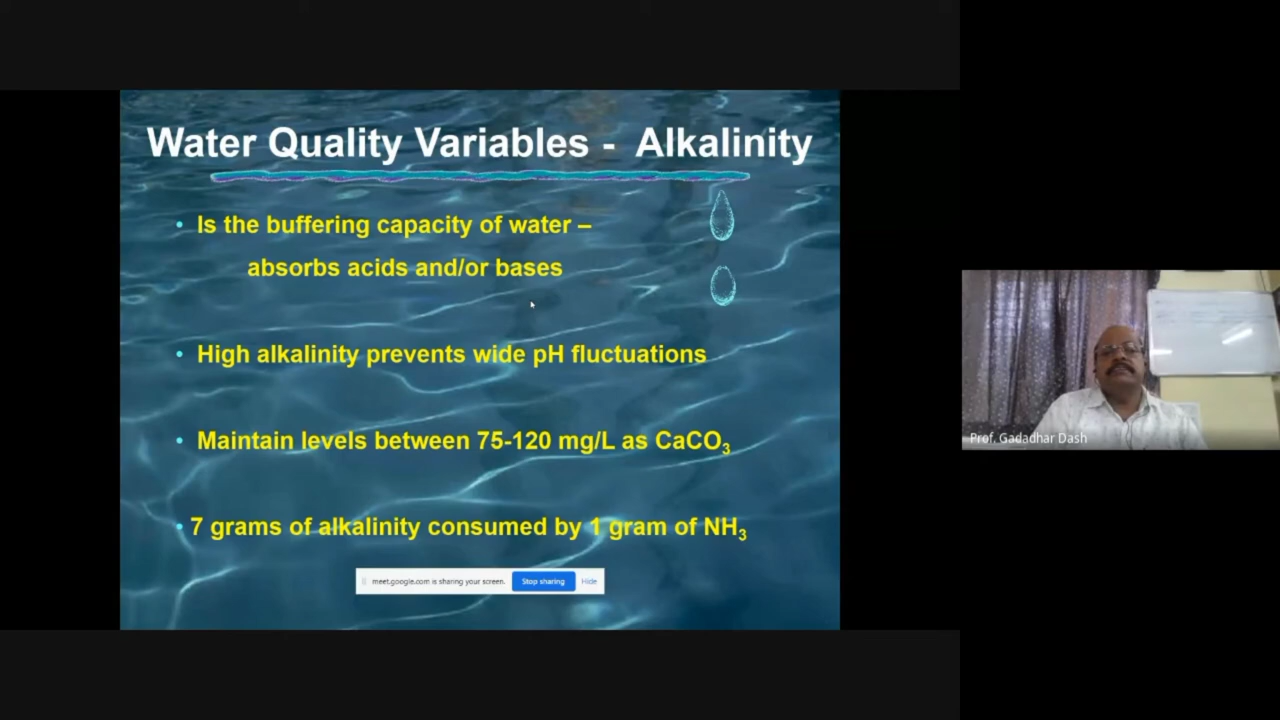 Water Quality Variables - Alkalinity
• Is the buffering capacity of water –
absorbs acids and/or bases
• High alkalinity prevents wide pH fluctuations
• Maintain levels between 75-120 mg/L as CaCO₃
• 7 grams of alkalinity consumed by 1 gram of NH₃
meet.google.com is sharing your screen. Stop sharing Hide
Prof. Gadadhar Dash